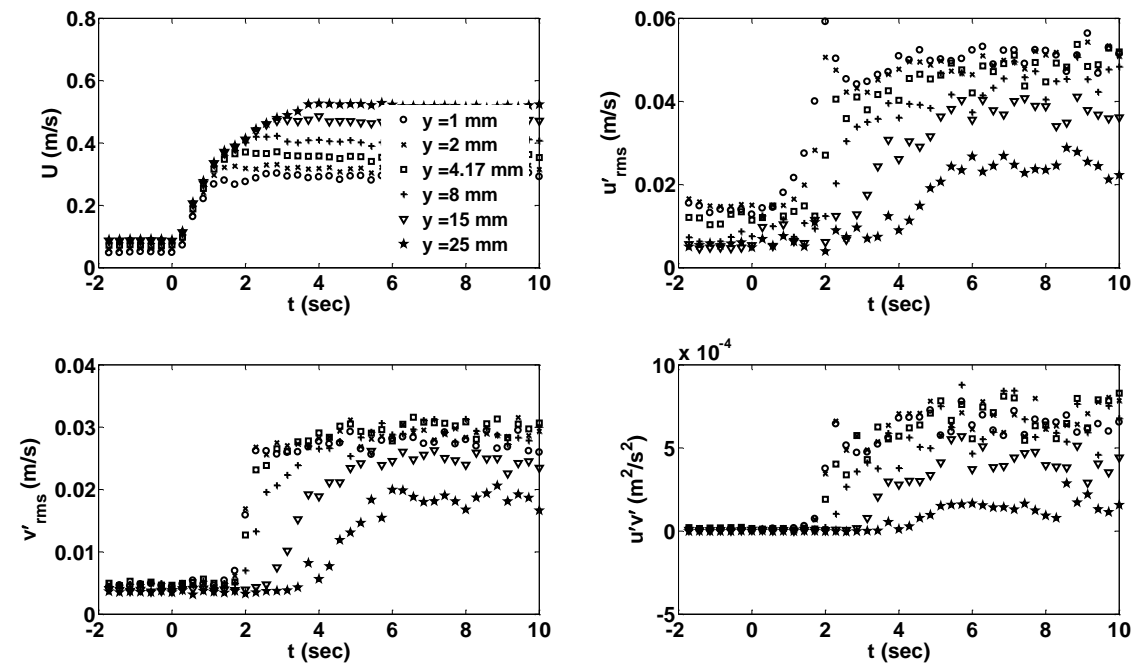 0.8
0.6
0.4
0.2
0
U (m/s)
-2 0 2 4 6 8 10
t (sec)
y =1 mm
y =2 mm
y =4.17 mm
y =8 mm
y =15 mm
y =25 mm
0.06
0.04
0.02
0
u'rms (m/s)
-2 0 2 4 6 8 10
t (sec)
0.04
0.03
0.02
0.01
0
v'rms (m/s)
-2 0 2 4 6 8 10
t (sec)
10 x 10-4
5
0
-5
u'v' (m2/s2)
-2 0 2 4 6 8 10
t (sec)